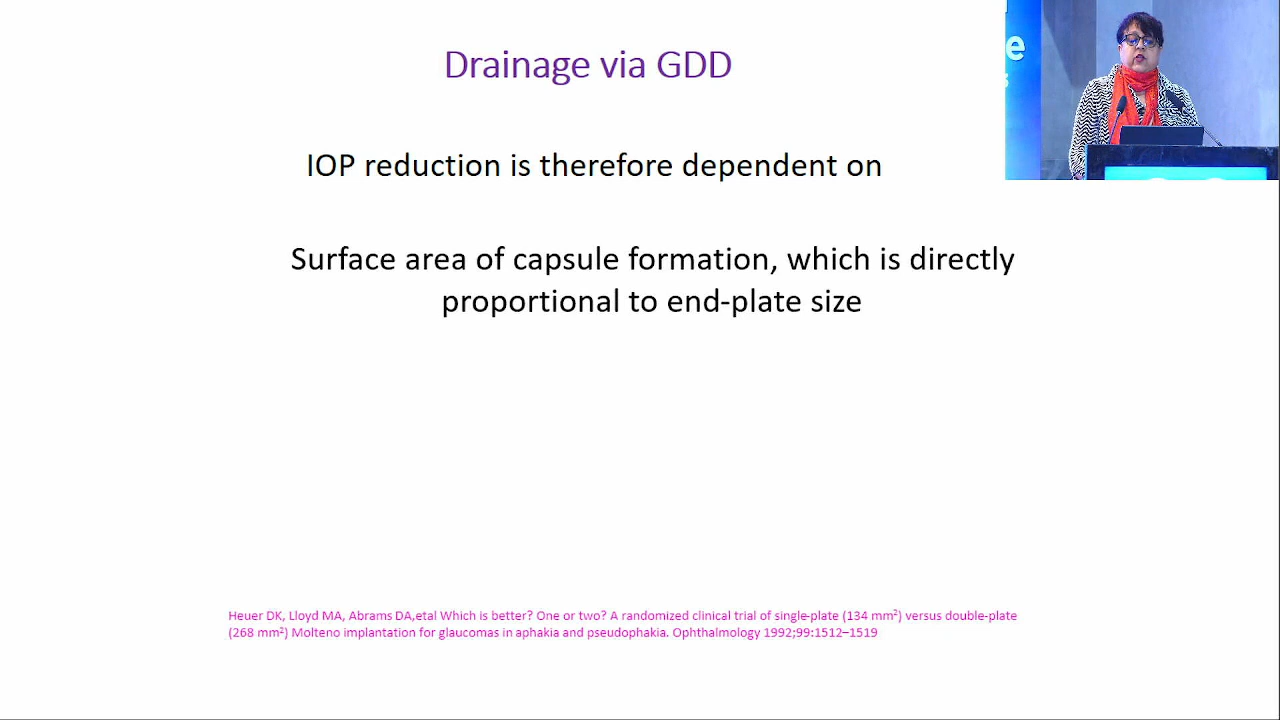 Drainage via GDD
IOP reduction is therefore dependent on
Surface area of capsule formation, which is directly
proportional to end-plate size
Heuer DK, Lloyd MA, Abrams DA,etal Which is better? One or two? A randomized clinical trial of single-plate (134 mm²) versus double-plate
(268 mm²) Molteno implantation for glaucomas in aphakia and pseudophakia. Ophthalmology 1992;99:1512–1519
e